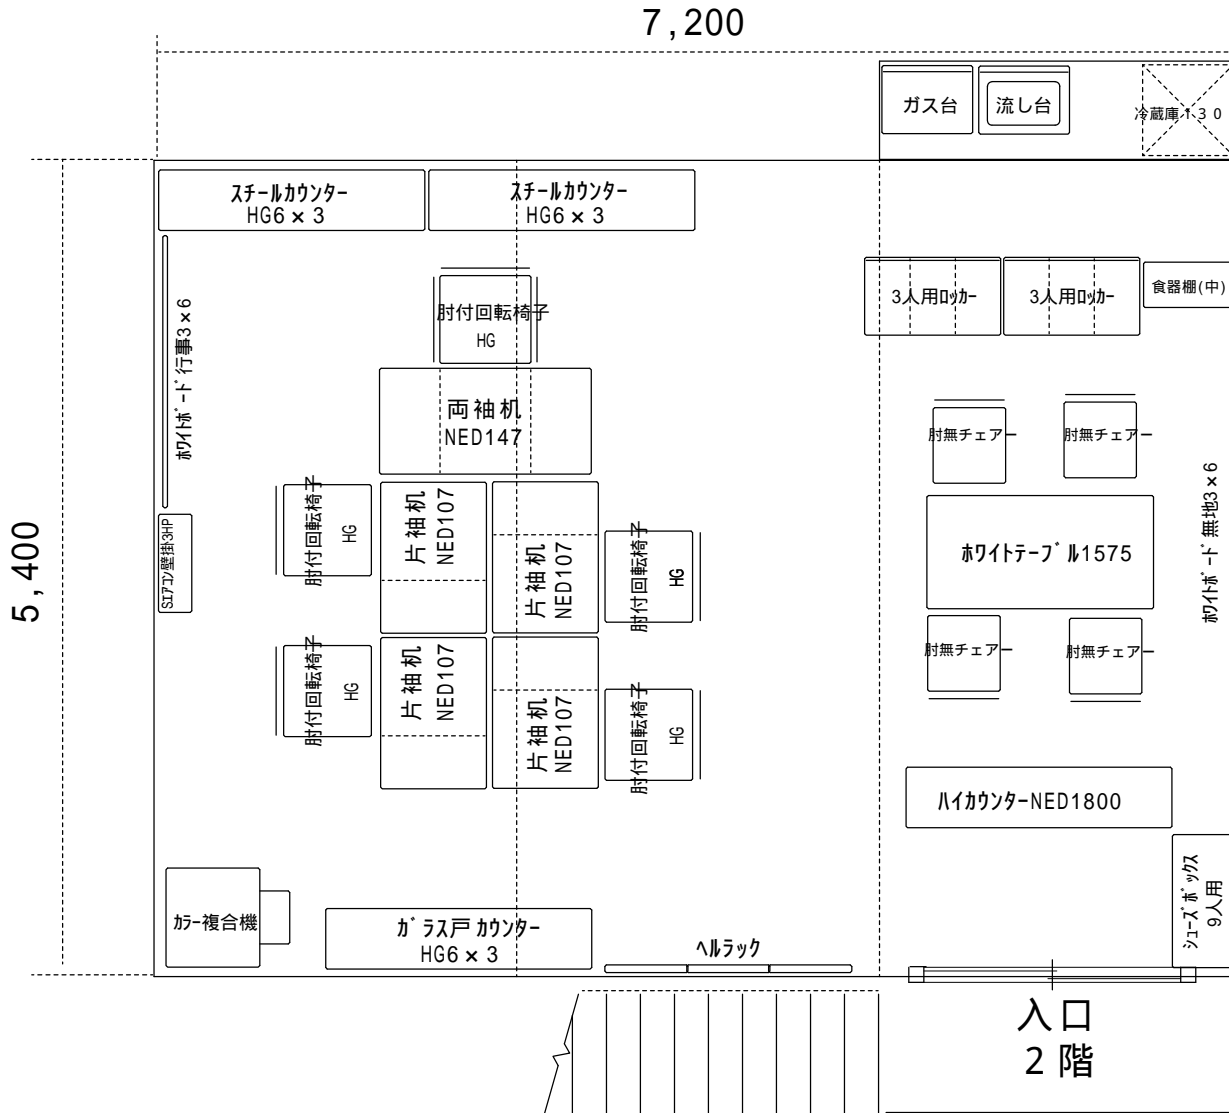 7,200
ガス台
流し台
冷蔵庫130
スチールカウンター
HG6×3
スチールカウンター
HG6×3
肘付回転椅子
HG
3人用ロッカー
3人用ロッカー
食器棚(中)
ホワイトボード行事3×6
両袖机
NED147
肘無チェアー
肘無チェアー
5,400
Sエアコン壁掛3HP
肘付回転椅子
HG
片袖机
NED107
片袖机
NED107
肘付回転椅子
HG
ホワイトテーブル1575
ホワイトボード無地3×6
肘付回転椅子
HG
片袖机
NED107
片袖机
NED107
肘付回転椅子
HG
肘無チェアー
肘無チェアー
ハイカウンターNED1800
シューズボックス
9人用
カラー複合機
ガラス戸カウンター
HG6×3
ヘルラック
入口
2階